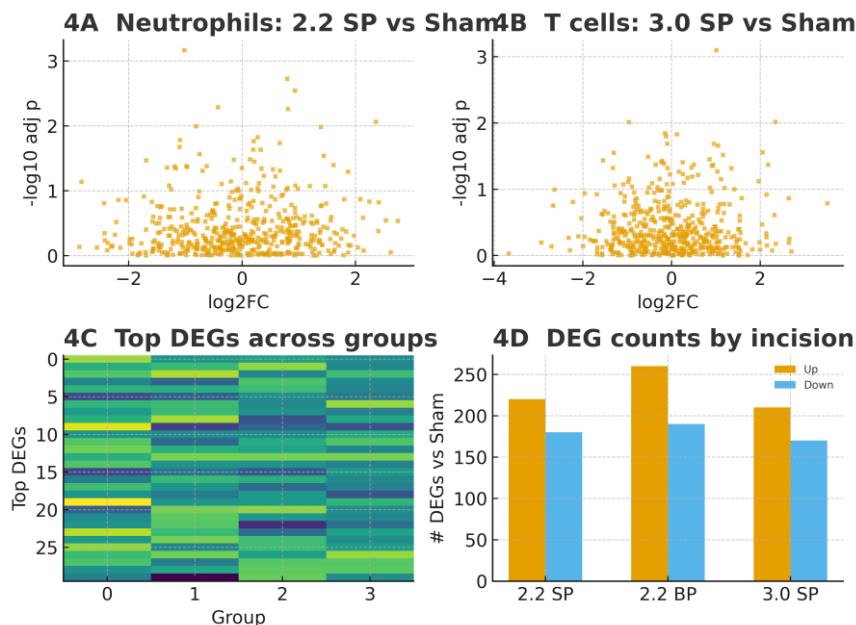 4A  Neutrophils: 2.2 SP vs Sham
4B  T cells: 3.0 SP vs Sham
-log10 adj p
3
2
1
0
−2
0
2
log2FC
-log10 adj p
3
2
1
0
−4
−2
0
2
log2FC
4C  Top DEGs across groups
Top DEGs
0
5
10
15
20
25
0
1
2
3
Group
4D  DEG counts by incision
# DEGs vs Sham
250
200
150
100
50
0
Up
Down
2.2 SP
2.2 BP
3.0 SP